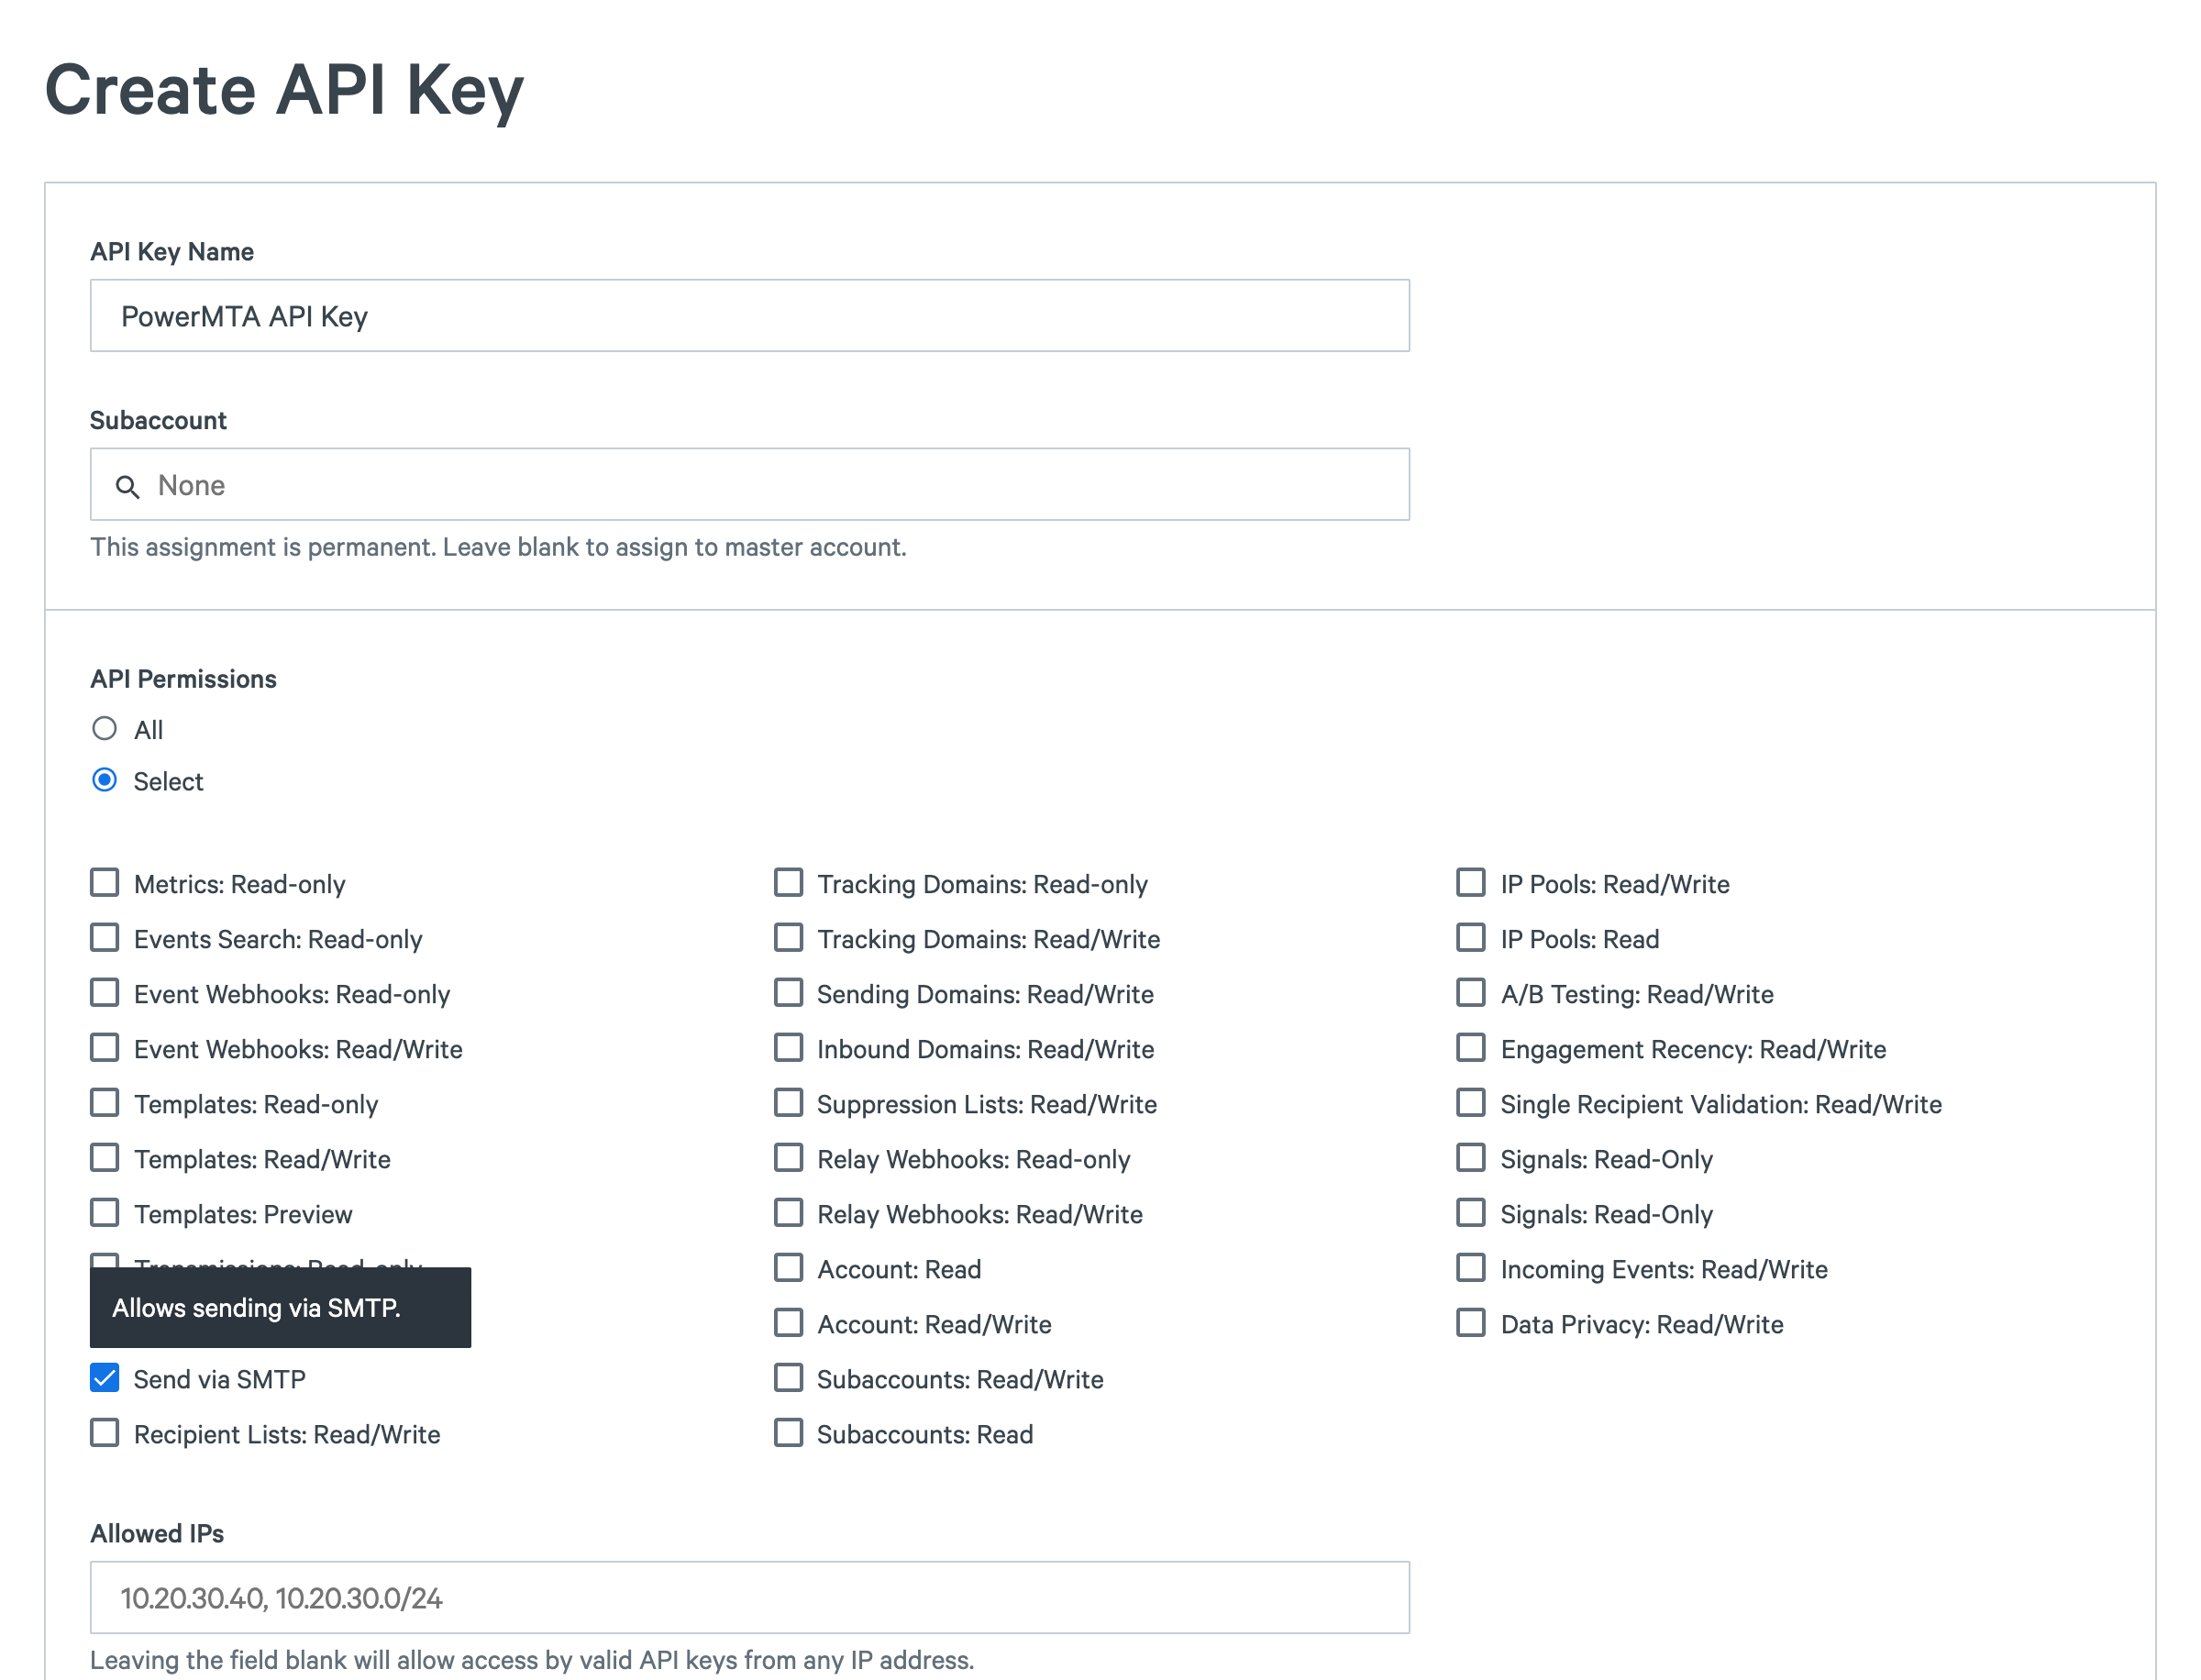 Create API Key
API Key Name
PowerMTA API Key
Subaccount
None
This assignment is permanent. Leave blank to assign to master account.
API Permissions
All
Select
Metrics: Read-only
Events Search: Read-only
Event Webhooks: Read-only
Event Webhooks: Read/Write
Templates: Read-only
Templates: Read/Write
Templates: Preview
Transmissions: Read-only
Allows sending via SMTP.
Send via SMTP
Recipient Lists: Read/Write
Tracking Domains: Read-only
Tracking Domains: Read/Write
Sending Domains: Read/Write
Inbound Domains: Read/Write
Suppression Lists: Read/Write
Relay Webhooks: Read-only
Relay Webhooks: Read/Write
Account: Read
Account: Read/Write
Subaccounts: Read/Write
Subaccounts: Read
IP Pools: Read/Write
IP Pools: Read
A/B Testing: Read/Write
Engagement Recency: Read/Write
Single Recipient Validation: Read/Write
Signals: Read-Only
Signals: Read-Only
Incoming Events: Read/Write
Data Privacy: Read/Write
Allowed IPs
10.20.30.40, 10.20.30.0/24
Leaving the field blank will allow access by valid API keys from any IP address.